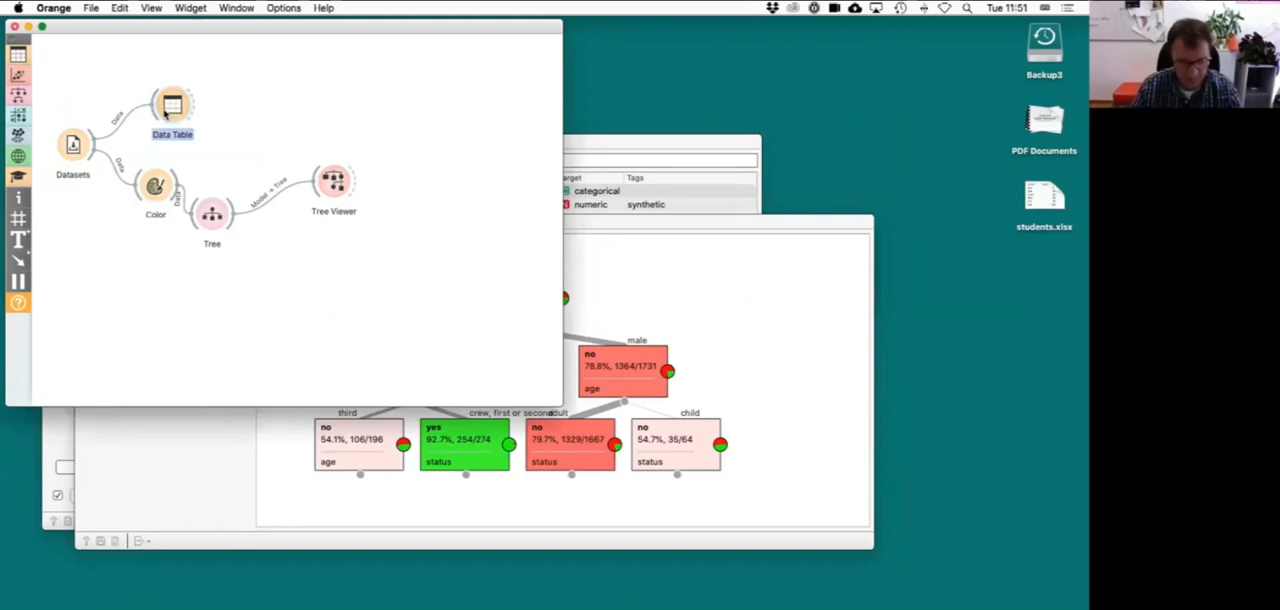 Orange File Edit View Widget Window Options Help
Tue 11:51
Backup3
PDF Documents
students.xlsx
Data
Data Table
Datasets
Data
Color
Data
Tree
Model → Tree
Tree Viewer
arget Tags
categorical
numeric synthetic
male
no
78.8%, 1364/1731
age
third
crew, first or second
adult
child
no
54.1%, 106/196
age
yes
92.7%, 254/274
status
no
79.7%, 1329/1667
status
no
54.7%, 35/64
status